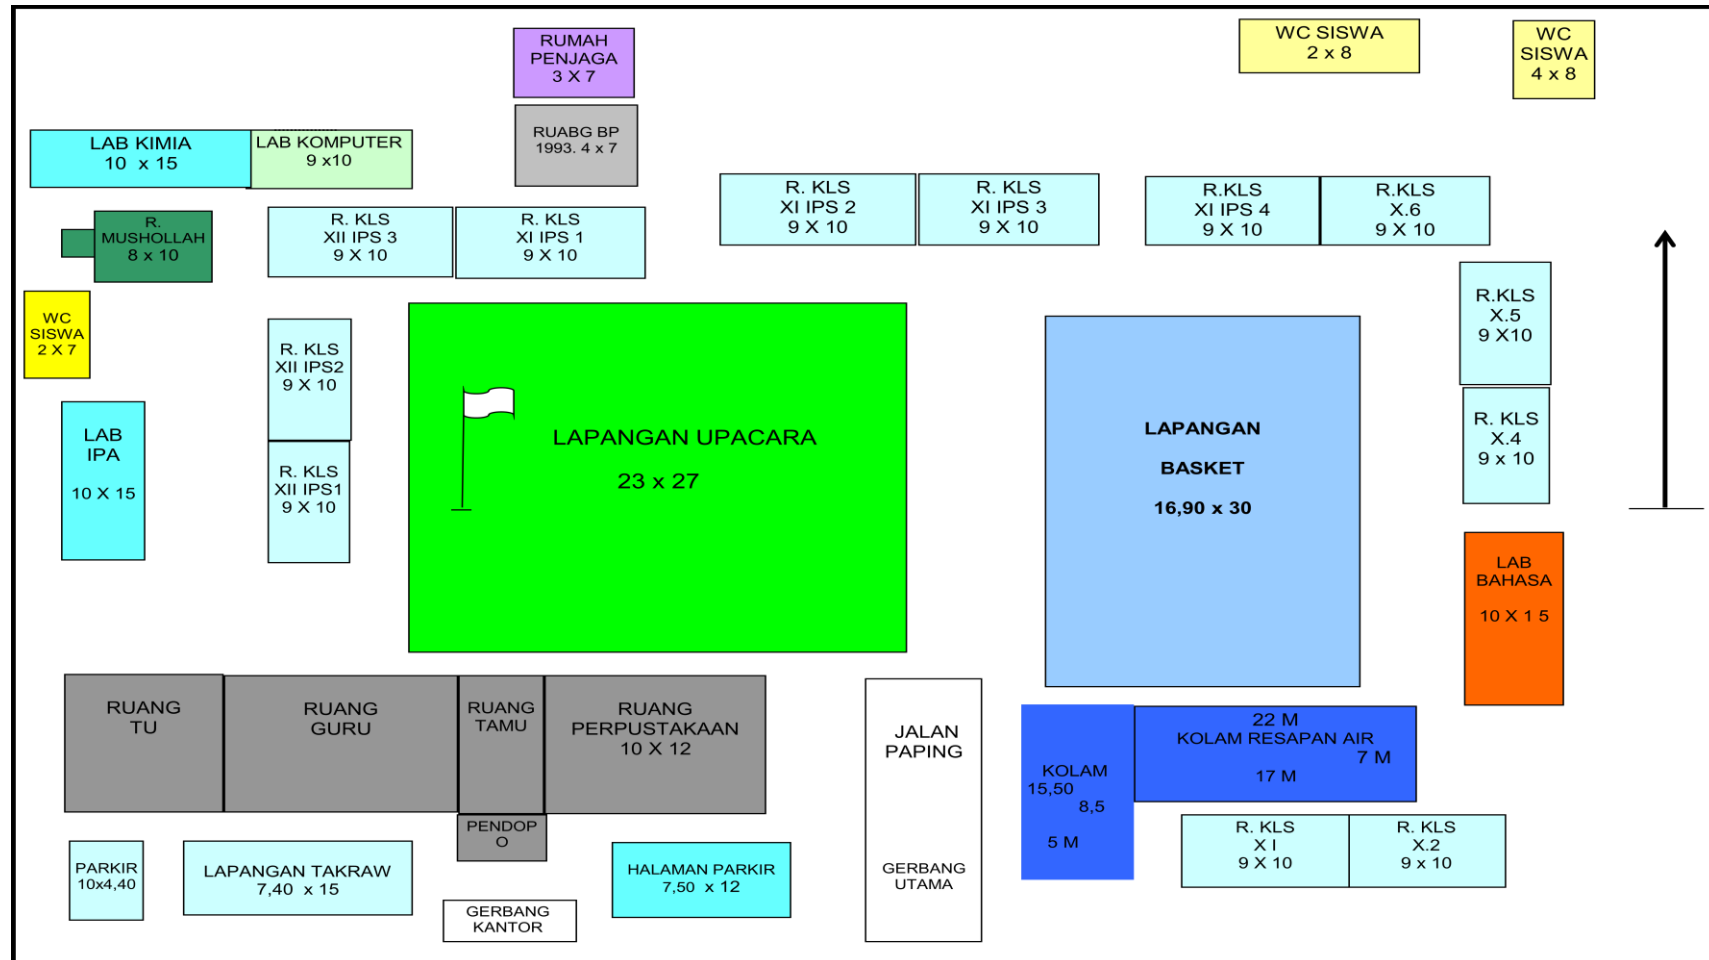 RUMAH
PENJAGA
3 X 7
WC SISWA
2 x 8
WC
SISWA
4 x 8
RUABG BP
1993. 4 x 7
LAB KIMIA
10 x 15
LAB KOMPUTER
9 x10
R. KLS
XI IPS 2
9 X 10
R. KLS
XI IPS 3
9 X 10
R.KLS
XI IPS 4
9 X 10
R.KLS
X.6
9 X 10
R.
MUSHOLLAH
8 x 10
R. KLS
XII IPS 3
9 X 10
R. KLS
XI IPS 1
9 X 10
WC
SISWA
2 X 7
R. KLS
XII IPS2
9 X 10
R.KLS
X.5
9 X10
LAB
IPA
10 X 15
R. KLS
XII IPS1
9 X 10
LAPANGAN UPACARA
23 x 27
LAPANGAN
BASKET
16,90 x 30
R. KLS
X.4
9 x 10
LAB
BAHASA
10 X 1 5
RUANG
TU
RUANG
GURU
RUANG
TAMU
RUANG
PERPUSTAKAAN
10 X 12
JALAN
PAPING
GERBANG
UTAMA
KOLAM
15,50
8,5
5 M
22 M
KOLAM RESAPAN AIR
7 M
17 M
PENDOP
O
R. KLS
X I
9 X 10
R. KLS
X.2
9 x 10
PARKIR
10x4,40
LAPANGAN TAKRAW
7,40 x 15
HALAMAN PARKIR
7,50 x 12
GERBANG
KANTOR